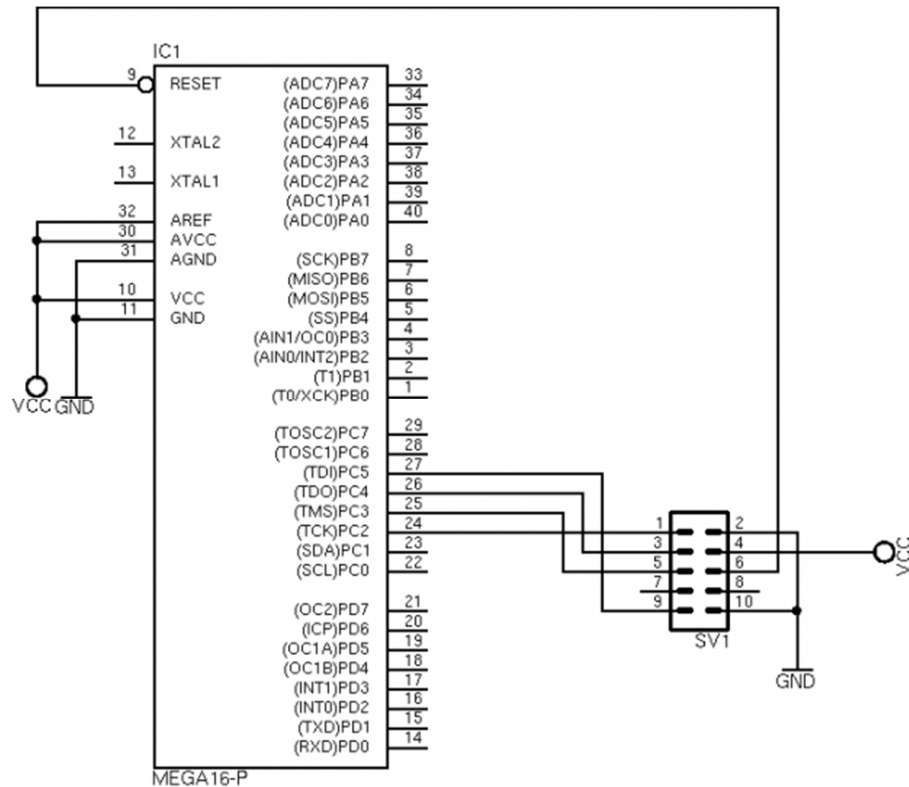 IC1
9 RESET
12 XTAL2
13 XTAL1
32 AREF
30 AVCC
31 AGND
10 VCC
11 GND
VCC GND
(ADC7)PA7 33
(ADC6)PA6 34
(ADC5)PA5 35
(ADC4)PA4 36
(ADC3)PA3 37
(ADC2)PA2 38
(ADC1)PA1 39
(ADC0)PA0 40
(SCK)PB7 8
(MISO)PB6 7
(MOSI)PB5 6
(SS)PB4 5
(AIN1/OC0)PB3 4
(AIN0/INT2)PB2 3
(T1)PB1 2
(T0/XCK)PB0 1
(TOSC2)PC7 29
(TOSC1)PC6 28
(TDI)PC5 27
(TDO)PC4 26
(TMS)PC3 25
(TCK)PC2 24
(SDA)PC1 23
(SCL)PC0 22
(OC2)PD7 21
(ICP)PD6 20
(OC1A)PD5 19
(OC1B)PD4 18
(INT1)PD3 17
(INT0)PD2 16
(TXD)PD1 15
(RXD)PD0 14
MEGA16-P
1 2
3 4
5 6
7 8
9 10
SV1
VCC
GND